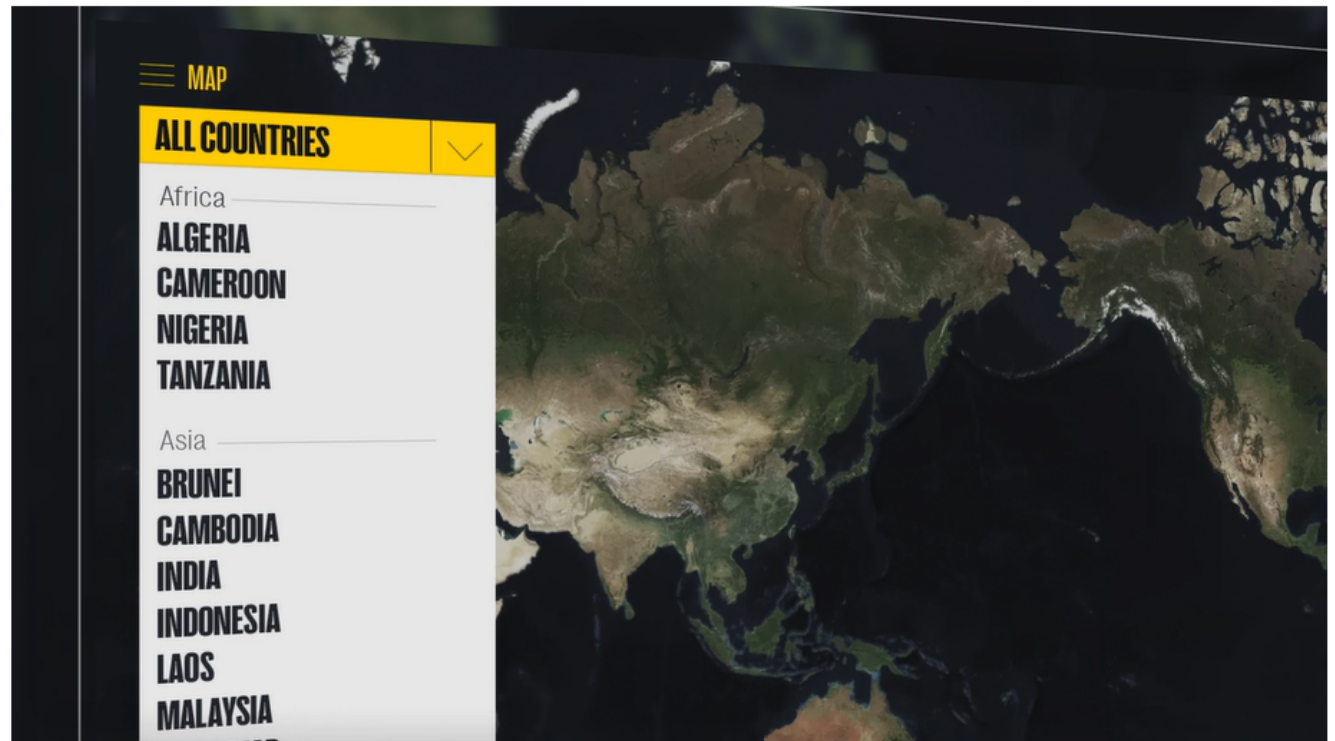 MAP
ALL COUNTRIES
Africa
ALGERIA
CAMEROON
NIGERIA
TANZANIA
Asia
BRUNEI
CAMBODIA
INDIA
INDONESIA
LAOS
MALAYSIA